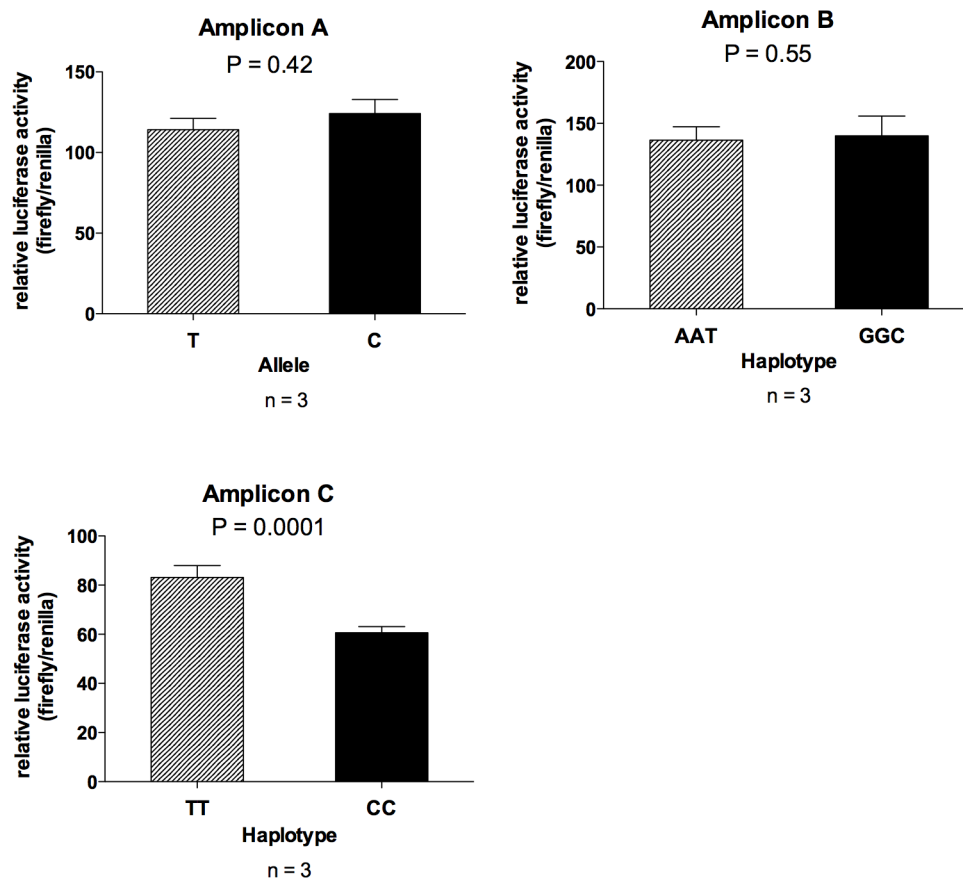 Amplicon A
P = 0.42
relative luciferase activity
(firefly/renilla)
150
100
50
0
T
C
Allele
n = 3
Amplicon B
P = 0.55
relative luciferase activity
(firefly/renilla)
200
150
100
50
0
AAT
GGC
Haplotype
n = 3
Amplicon C
P = 0.0001
relative luciferase activity
(firefly/renilla)
100
80
60
40
20
0
TT
CC
Haplotype
n = 3